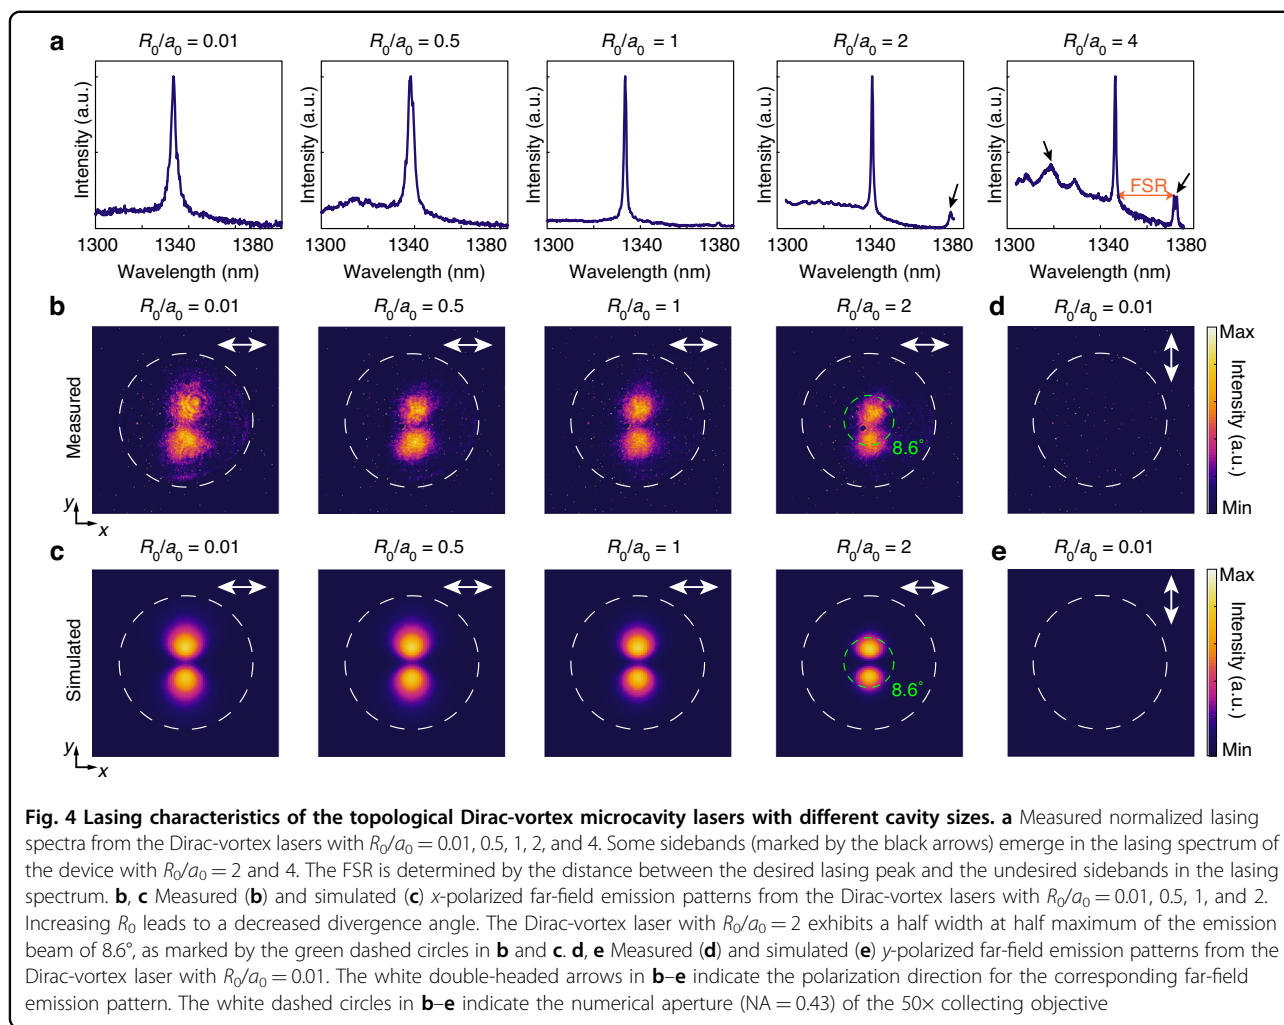 a
R0/a0 = 0.01
R0/a0 = 0.5
R0/a0 = 1
R0/a0 = 2
R0/a0 = 4
Intensity (a.u.)
Intensity (a.u.)
Intensity (a.u.)
Intensity (a.u.)
Intensity (a.u.)
FSR
1300 1340 1380
1300 1340 1380
1300 1340 1380
1300 1340 1380
1300 1340 1380
Wavelength (nm)
Wavelength (nm)
Wavelength (nm)
Wavelength (nm)
Wavelength (nm)
b
R0/a0 = 0.01
R0/a0 = 0.5
R0/a0 = 1
R0/a0 = 2
d
R0/a0 = 0.01
Measured
8.6°
y
x
Max
Intensity (a.u.)
Min
c
R0/a0 = 0.01
R0/a0 = 0.5
R0/a0 = 1
R0/a0 = 2
e
R0/a0 = 0.01
Simulated
8.6°
y
x
Max
Intensity (a.u.)
Min
Fig. 4 Lasing characteristics of the topological Dirac-vortex microcavity lasers with different cavity sizes. a Measured normalized lasing
spectra from the Dirac-vortex lasers with R0/a0 = 0.01, 0.5, 1, 2, and 4. Some sidebands (marked by the black arrows) emerge in the lasing spectrum of
the device with R0/a0 = 2 and 4. The FSR is determined by the distance between the desired lasing peak and the undesired sidebands in the lasing
spectrum. b, c Measured (b) and simulated (c) x-polarized far-field emission patterns from the Dirac-vortex lasers with R0/a0 = 0.01, 0.5, 1, and 2.
Increasing R0 leads to a decreased divergence angle. The Dirac-vortex laser with R0/a0 = 2 exhibits a half width at half maximum of the emission
beam of 8.6°, as marked by the green dashed circles in b and c. d, e Measured (d) and simulated (e) y-polarized far-field emission patterns from the
Dirac-vortex laser with R0/a0 = 0.01. The white double-headed arrows in b–e indicate the polarization direction for the corresponding far-field
emission pattern. The white dashed circles in b–e indicate the numerical aperture (NA = 0.43) of the 50× collecting objective